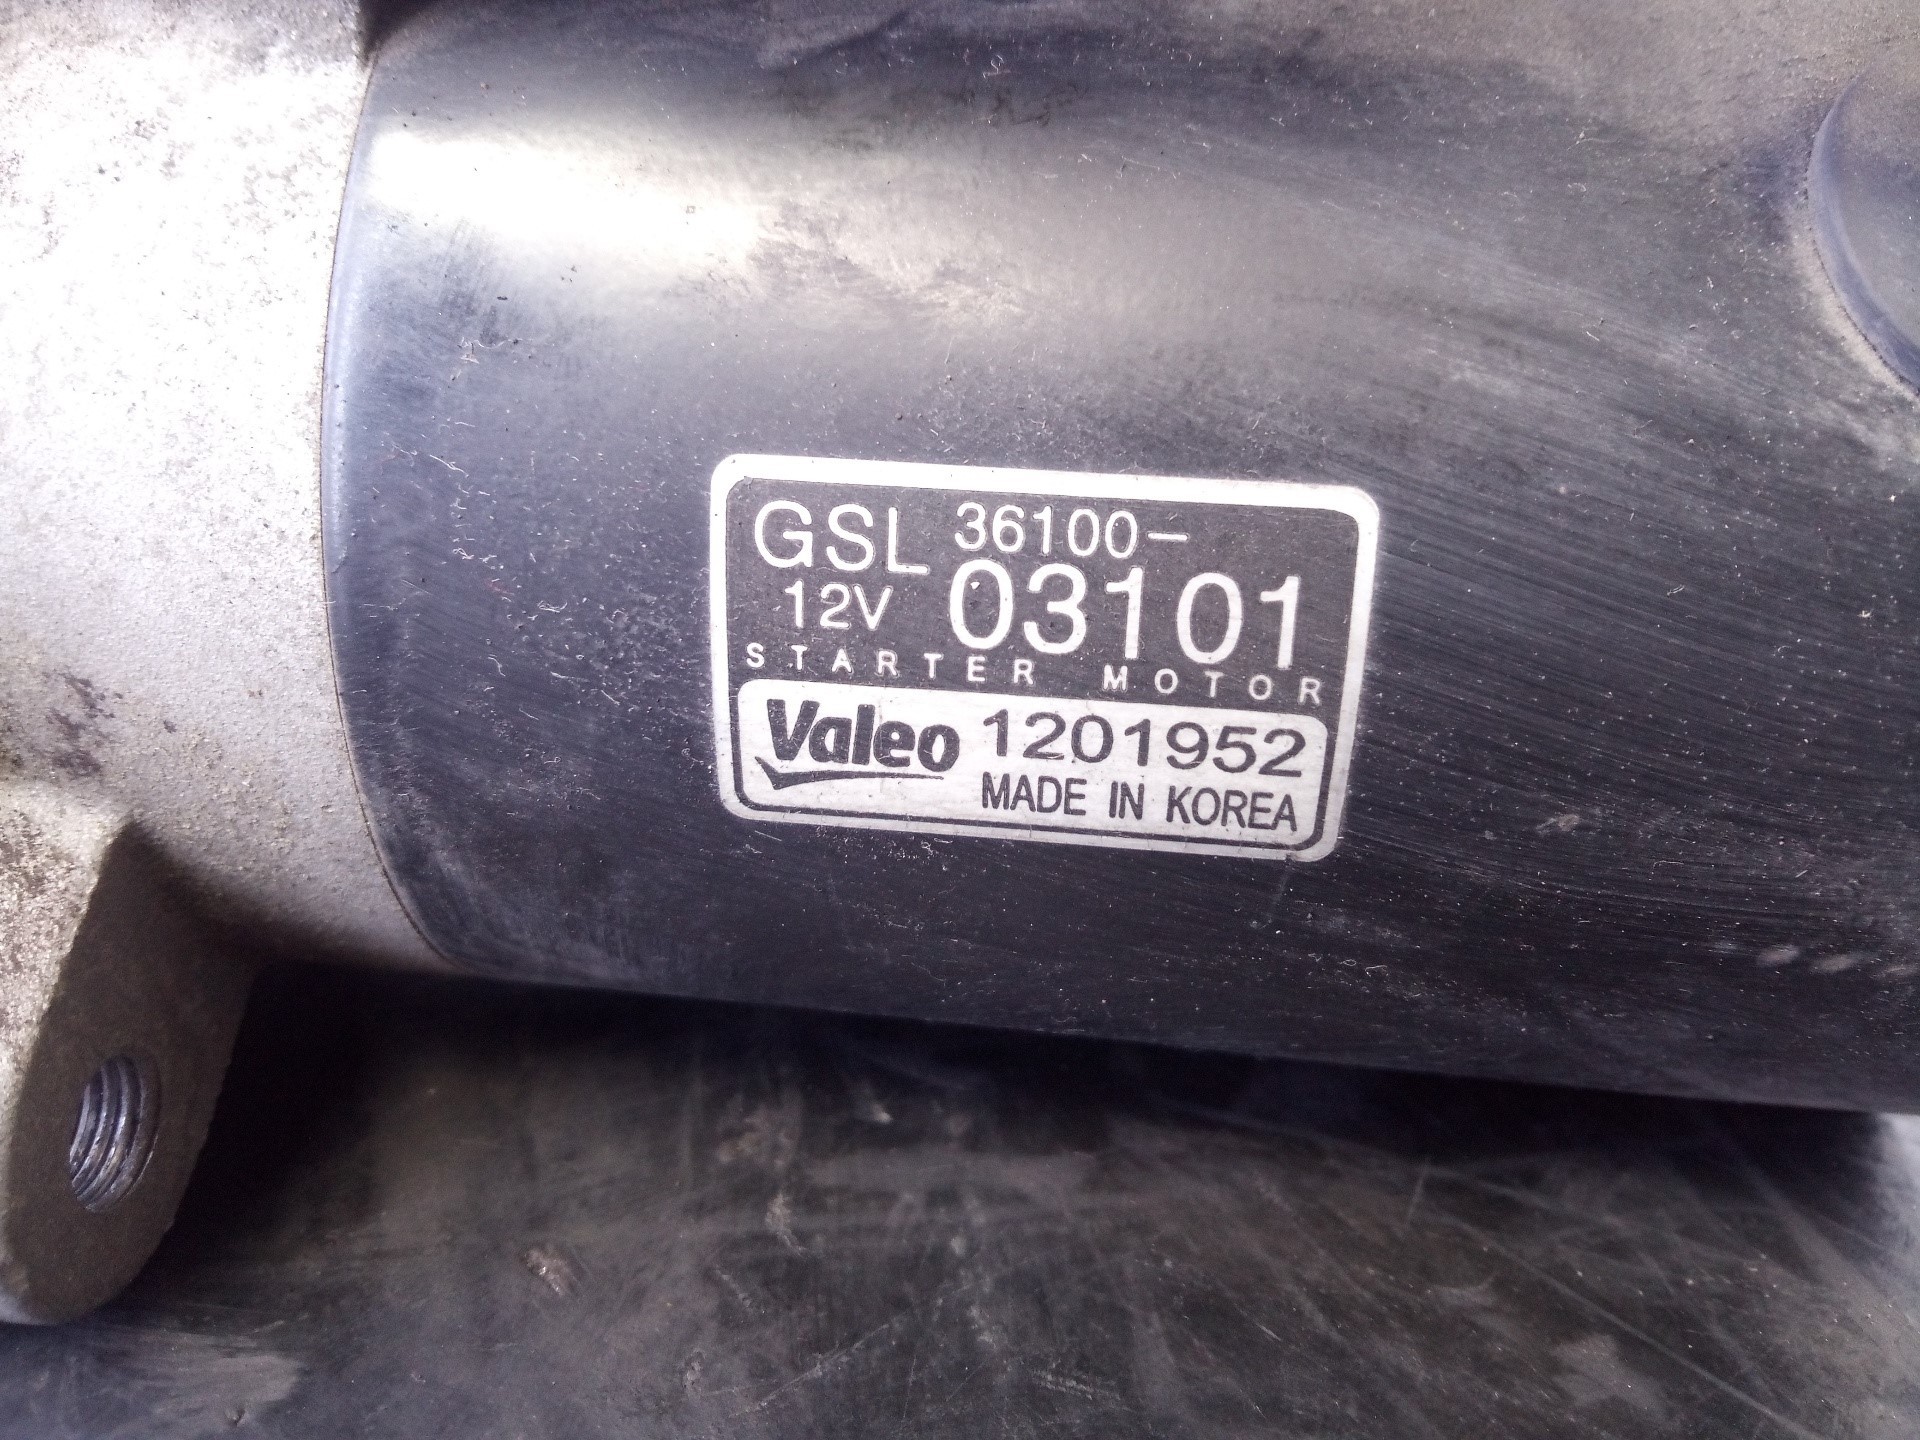 GSL 36100-
12V 03101
STARTER MOTOR
Valeo 1201952
MADE IN KOREA